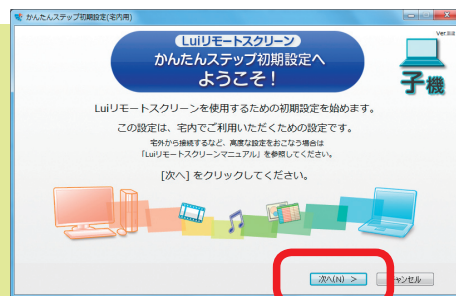 かんたんステップ初期設定(宅内用)
Luiリモートスクリーン
かんたんステップ初期設定へ
ようこそ！
子機
Luiリモートスクリーンを使用するための初期設定を始めます。
この設定は、宅内でご利用いただくための設定です。
宅外から接続するなど、高度な設定をおこなう場合は
「Luiリモートスクリーンマニュアル」を参照してください。
[次へ] をクリックしてください。
次へ(N) >
キャンセル